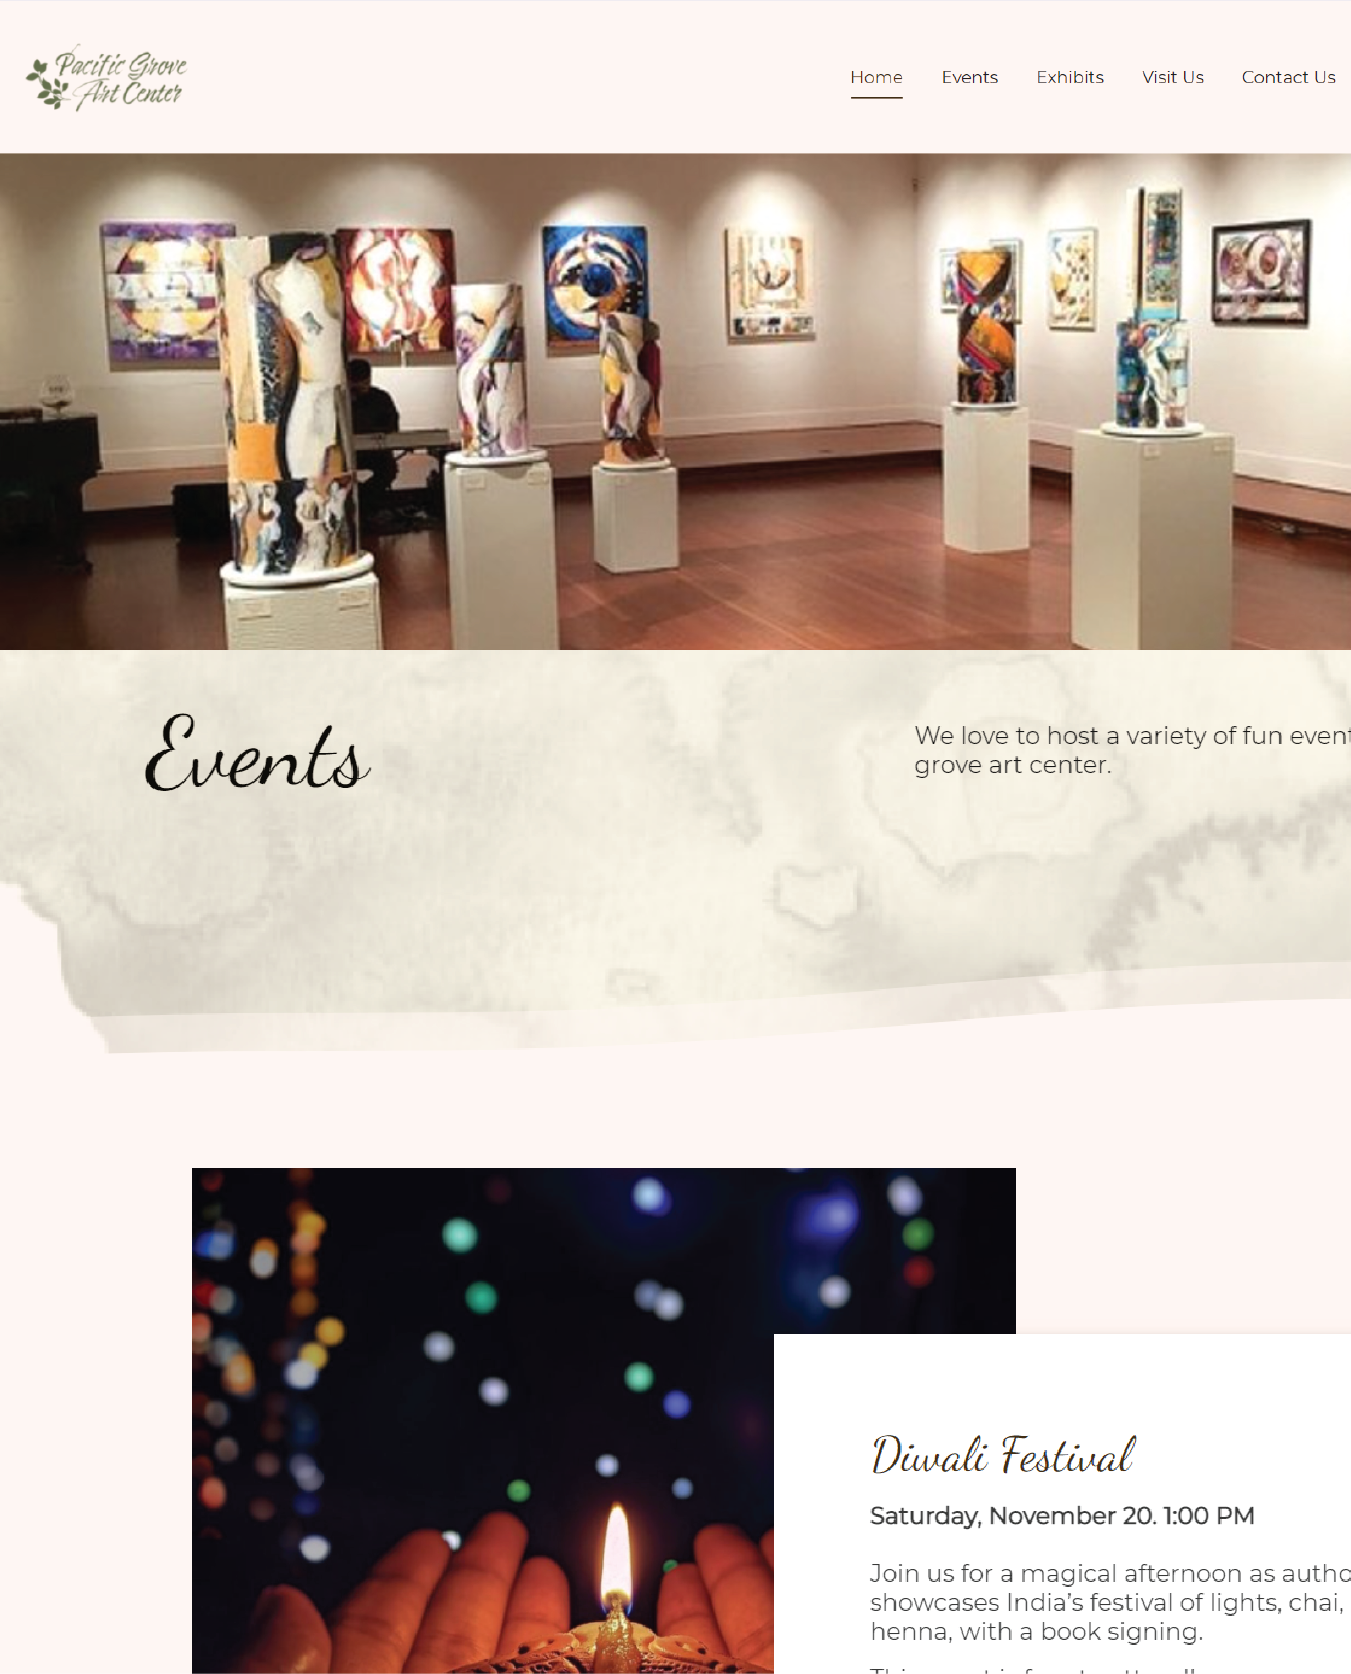 Pacific Grove
Art Center
Home Events Exhibits Visit Us Contact Us
Events
We love to host a variety of fun event
grove art center.
Diwali Festival
Saturday, November 20. 1:00 PM
Join us for a magical afternoon as autho
showcases India’s festival of lights, chai,
henna, with a book signing.